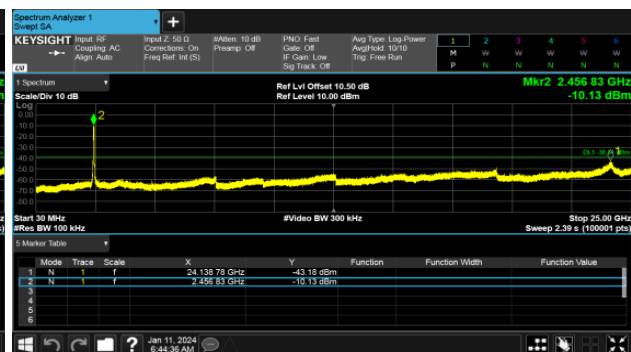 Spectrum Analyzer 1
Swept SA
KEYSIGHT
Input: RF
Coupling: AC
Align: Auto
Input Z: 50 Ω
Corrections: On
Freq Ref: Int (S)
#Atten: 10 dB
Preamp: Off
PNO: Fast
Gate: Off
IF Gain: Low
Sig Track: Off
Avg Type: Log-Power
Avg|Hold: 10/10
Trig: Free Run
1 2 3 4 5 6
M W W W W W
P N N N N N
LXI
1 Spectrum
Scale/Div 10 dB
Ref Lvl Offset 10.50 dB
Ref Level 10.00 dBm
Mkr2 2.456 83 GHz
-10.13 dBm
Log
0.00
-10.0
-20.0
-30.0
-40.0
-50.0
-60.0
-70.0
-80.0
2
1
Start 30 MHz
#Res BW 100 kHz
#Video BW 300 kHz
Stop 25.00 GHz
Sweep 2.39 s (100001 pts)
5 Marker Table
Mode Trace Scale X Y Function Function Width Function Value
1 N 1 f 24.138 78 GHz -43.18 dBm
2 N 1 f 2.456 83 GHz -10.13 dBm
3
4
5
6
?
Jan 11, 2024
6:44:36 AM